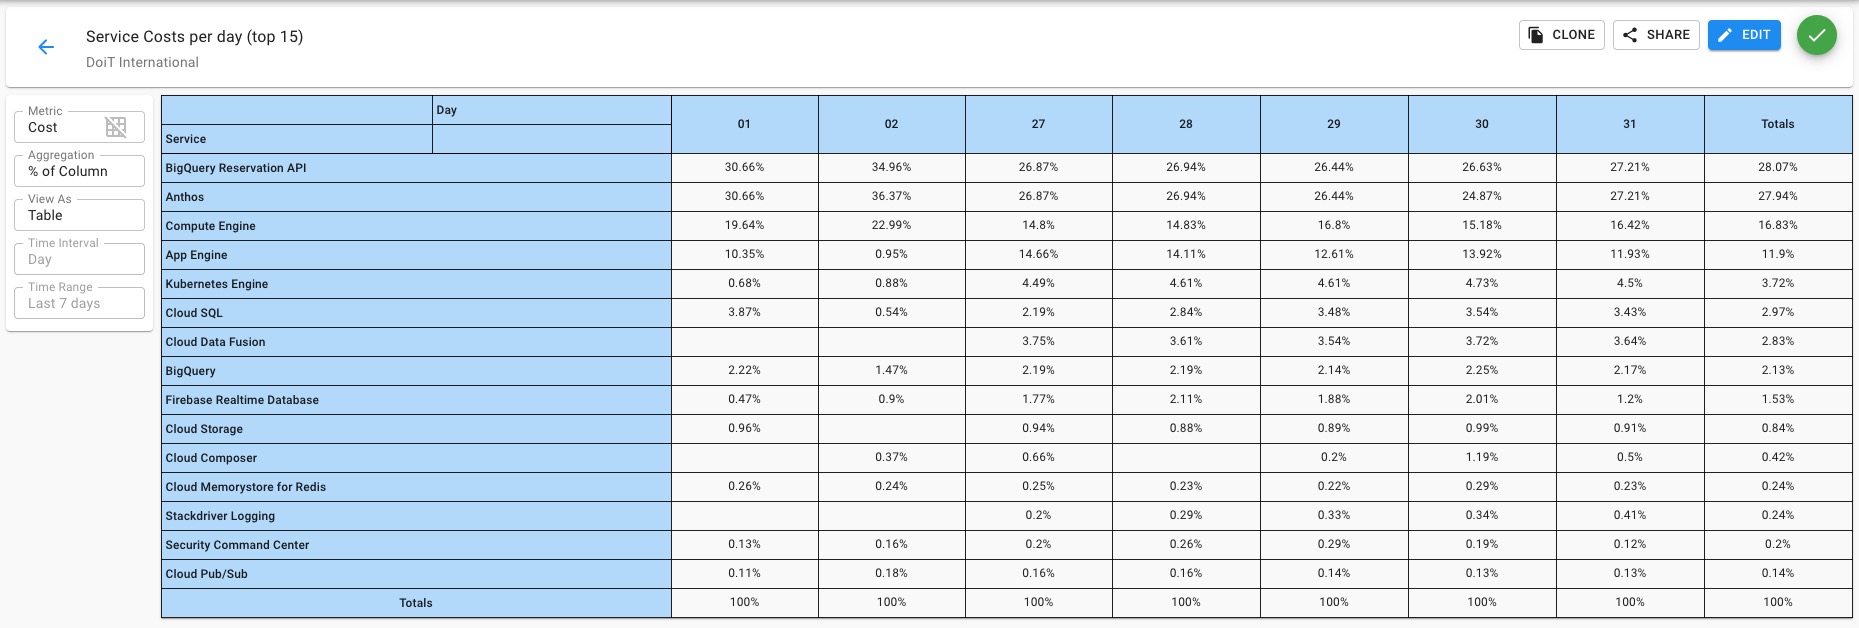 Service Costs per day (top 15)
DoiT International
CLONE SHARE EDIT
Metric
Cost
Aggregation
% of Column
View As
Table
Time Interval
Day
Time Range
Last 7 days
Day 01 02 27 28 29 30 31 Totals
Service
BigQuery Reservation API 30.66% 34.96% 26.87% 26.94% 26.44% 26.63% 27.21% 28.07%
Anthos 30.66% 36.37% 26.87% 26.94% 26.44% 24.87% 27.21% 27.94%
Compute Engine 19.64% 22.99% 14.8% 14.83% 16.8% 15.18% 16.42% 16.83%
App Engine 10.35% 0.95% 14.66% 14.11% 12.61% 13.92% 11.93% 11.9%
Kubernetes Engine 0.68% 0.88% 4.49% 4.61% 4.61% 4.73% 4.5% 3.72%
Cloud SQL 3.87% 0.54% 2.19% 2.84% 3.48% 3.54% 3.43% 2.97%
Cloud Data Fusion 3.75% 3.61% 3.54% 3.72% 3.64% 2.83%
BigQuery 2.22% 1.47% 2.19% 2.19% 2.14% 2.25% 2.17% 2.13%
Firebase Realtime Database 0.47% 0.9% 1.77% 2.11% 1.88% 2.01% 1.2% 1.53%
Cloud Storage 0.96% 0.94% 0.88% 0.89% 0.99% 0.91% 0.84%
Cloud Composer 0.37% 0.66% 0.2% 1.19% 0.5% 0.42%
Cloud Memorystore for Redis 0.26% 0.24% 0.25% 0.23% 0.22% 0.29% 0.23% 0.24%
Stackdriver Logging 0.2% 0.29% 0.33% 0.34% 0.41% 0.24%
Security Command Center 0.13% 0.16% 0.2% 0.26% 0.29% 0.19% 0.12% 0.2%
Cloud Pub/Sub 0.11% 0.18% 0.16% 0.16% 0.14% 0.13% 0.13% 0.14%
Totals 100% 100% 100% 100% 100% 100% 100% 100%